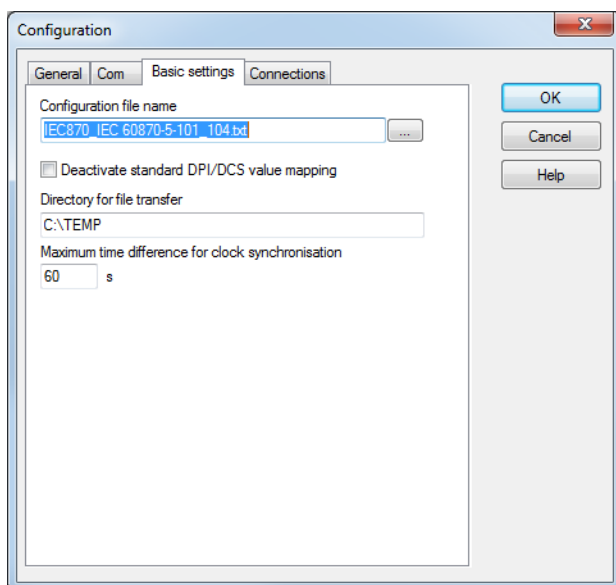 Configuration
General Com Basic settings Connections
Configuration file name
IEC870_IEC 60870-5-101_104.txt
...
Deactivate standard DPI/DCS value mapping
Directory for file transfer
C:\TEMP
Maximum time difference for clock synchronisation
60 s
OK
Cancel
Help